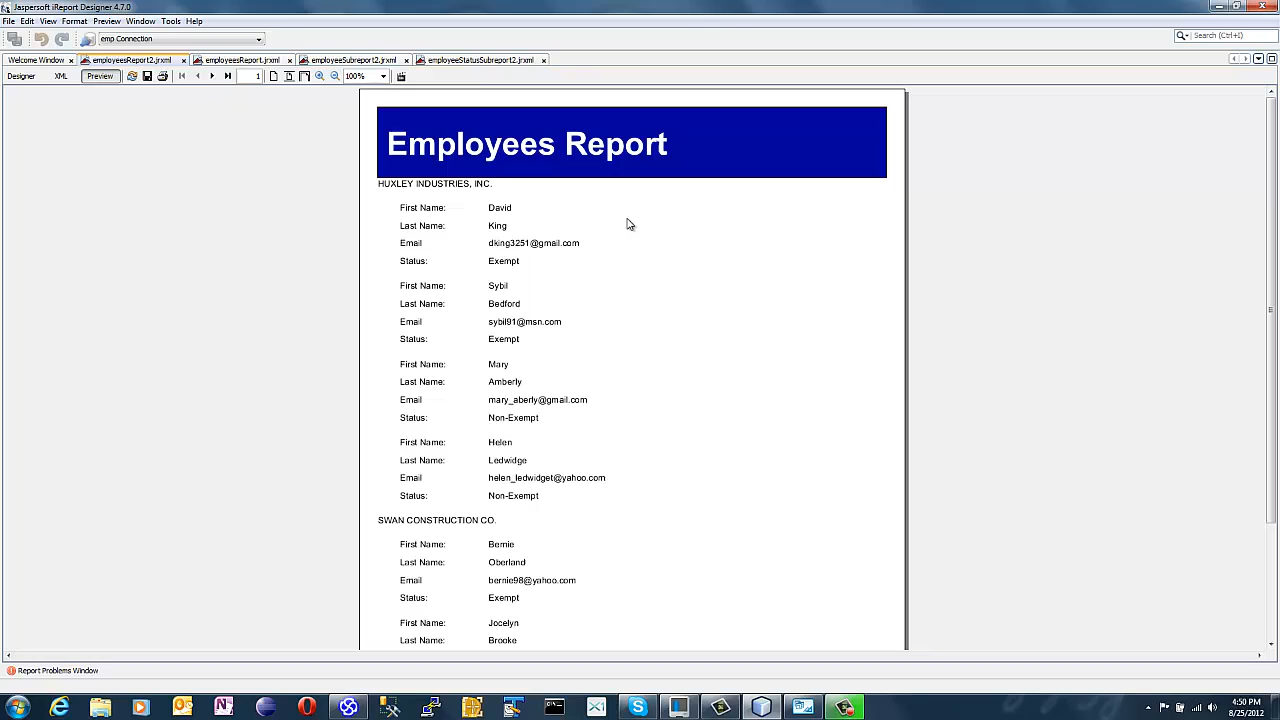 Jaspersoft iReport Designer 4.7.0
File Edit View Format Preview Window Tools Help
emp Connection
Search (Ctrl+I)
Welcome Window employeesReport2.jrxml employeesReport.jrxml employeeSubreport2.jrxml employeeStatusSubreport2.jrxml
Designer XML Preview 1 100%
Employees Report
HUXLEY INDUSTRIES, INC.
First Name: David
Last Name: King
Email dking3251@gmail.com
Status: Exempt
First Name: Sybil
Last Name: Bedford
Email sybil91@msn.com
Status: Exempt
First Name: Mary
Last Name: Amberly
Email mary_aberly@gmail.com
Status: Non-Exempt
First Name: Helen
Last Name: Ledwidge
Email helen_ledwidget@yahoo.com
Status: Non-Exempt
SWAN CONSTRUCTION CO.
First Name: Bernie
Last Name: Oberland
Email bernie98@yahoo.com
Status: Exempt
First Name: Jocelyn
Last Name: Brooke
Report Problems Window
4:50 PM
8/25/2012